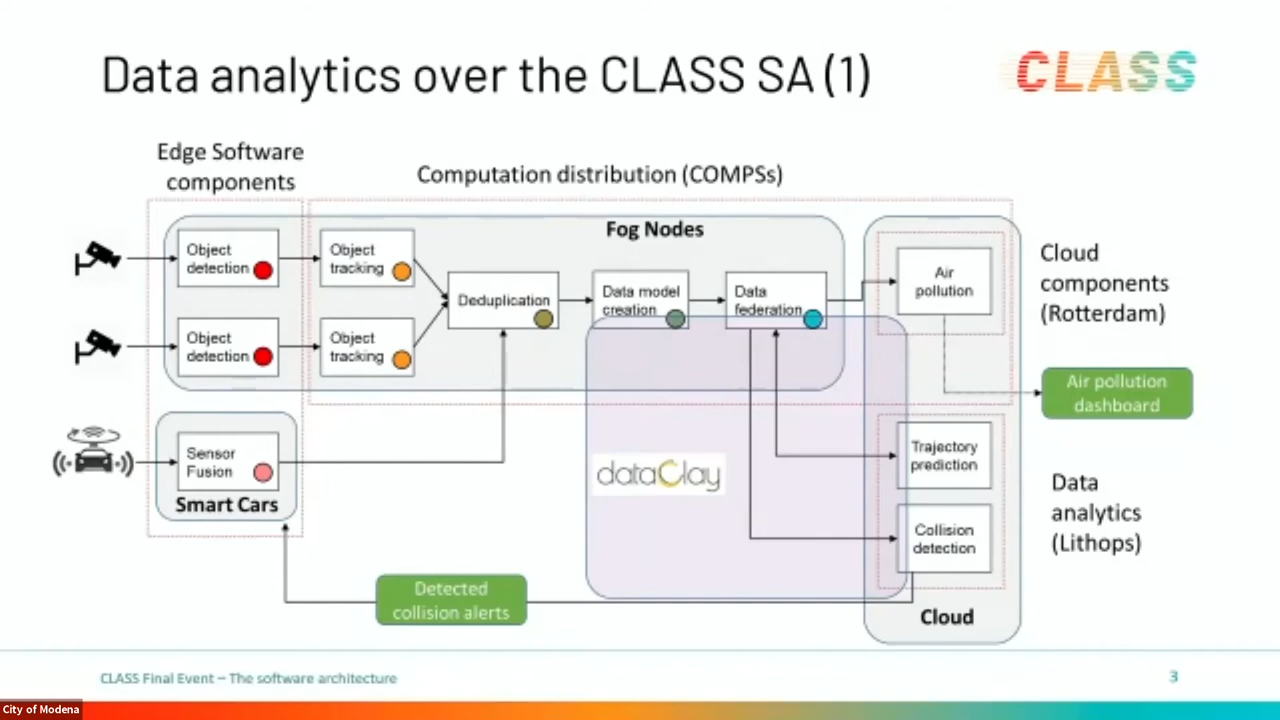 Data analytics over the CLASS SA (1)
CLASS
Edge Software
components
Computation distribution (COMPSs)
Fog Nodes
Object
detection
Object
tracking
Deduplication
Data model
creation
Data
federation
Air
pollution
Cloud
components
(Rotterdam)
Object
detection
Object
tracking
Air pollution
dashboard
Sensor
Fusion
Smart Cars
dataClay
Trajectory
prediction
Data
analytics
(Lithops)
Collision
detection
Detected
collision alerts
Cloud
CLASS Final Event – The software architecture
3
City of Modena